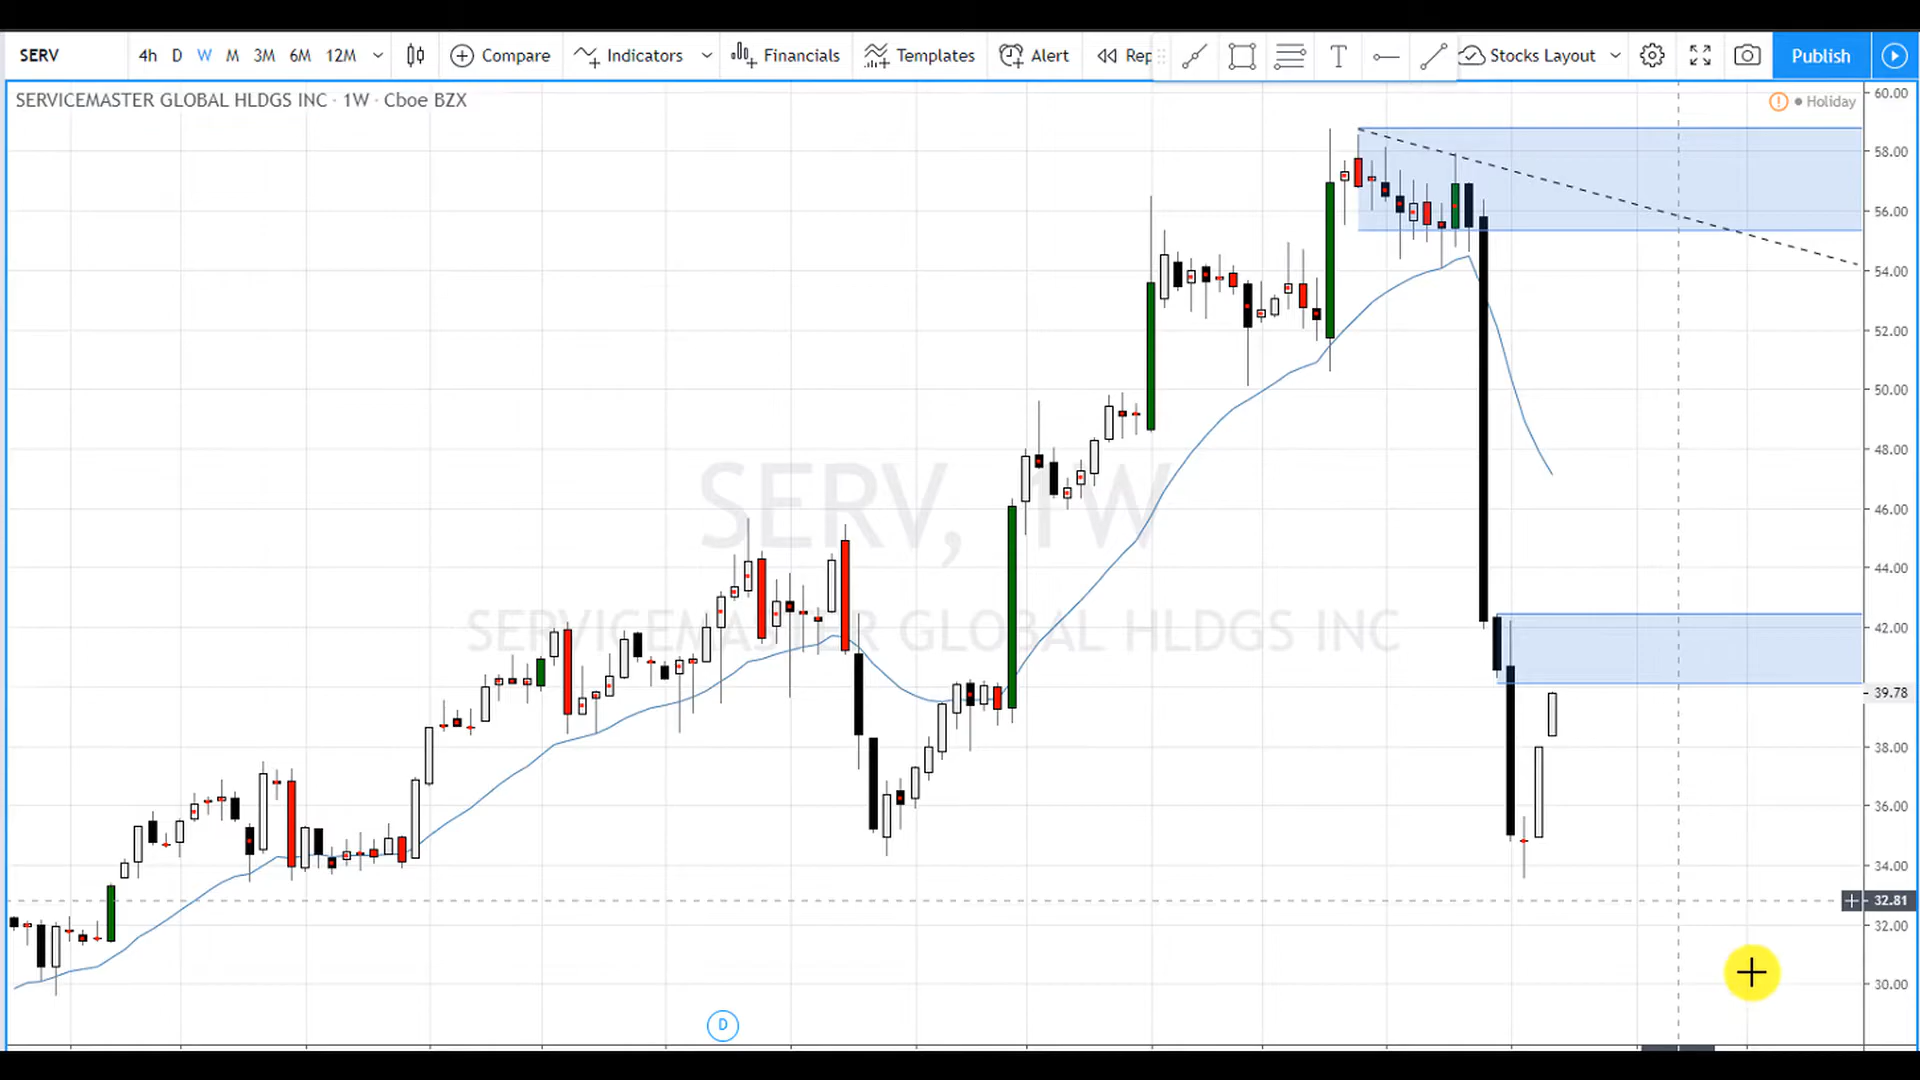 SERV 4h D W M 3M 6M 12M Compare Indicators Financials Templates Alert Rep T Stocks Layout Publish
SERVICEMASTER GLOBAL HLDGS INC · 1W · Cboe BZX
Holiday
60.00
58.00
56.00
54.00
52.00
50.00
48.00
46.00
44.00
42.00
39.78
38.00
36.00
34.00
32.81
32.00
30.00
SERV, 1W
SERVICEMASTER GLOBAL HLDGS INC
D